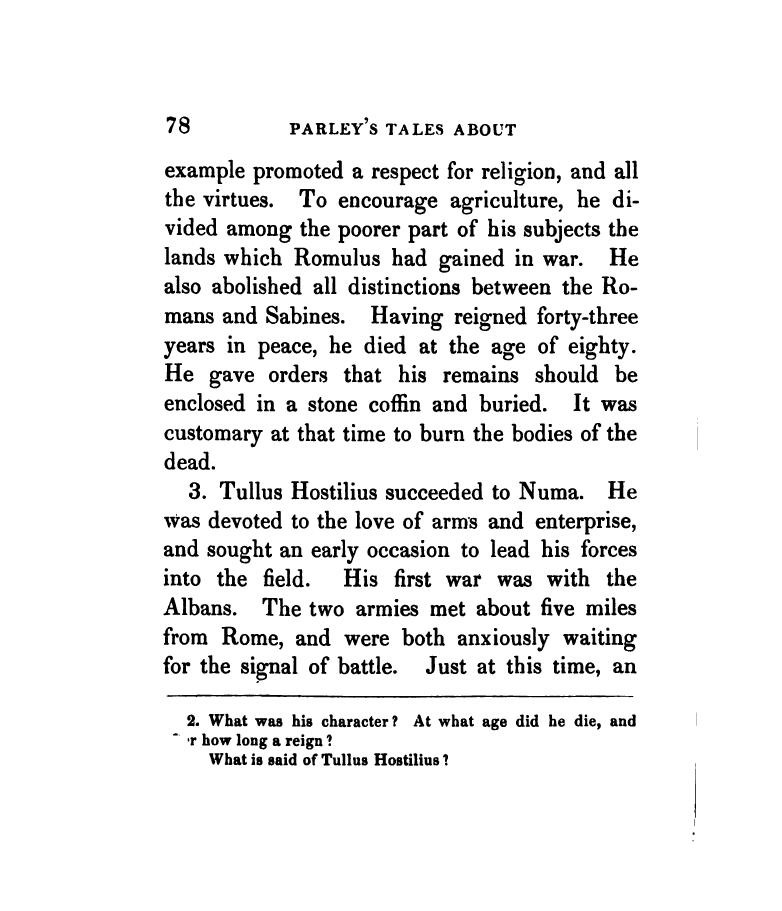 78 PARLEY'S TALES ABOUT
example promoted a respect for religion, and all
the virtues. To encourage agriculture, he di-
vided among the poorer part of his subjects the
lands which Romulus had gained in war. He
also abolished all distinctions between the Ro-
mans and Sabines. Having reigned forty-three
years in peace, he died at the age of eighty.
He gave orders that his remains should be
enclosed in a stone coffin and buried. It was
customary at that time to burn the bodies of the
dead.
3. Tullus Hostilius succeeded to Numa. He
was devoted to the love of arms and enterprise,
and sought an early occasion to lead his forces
into the field. His first war was with the
Albans. The two armies met about five miles
from Rome, and were both anxiously waiting
for the signal of battle. Just at this time, an
2. What was his character? At what age did he die, and
r how long a reign?
What is said of Tullus Hostilius?